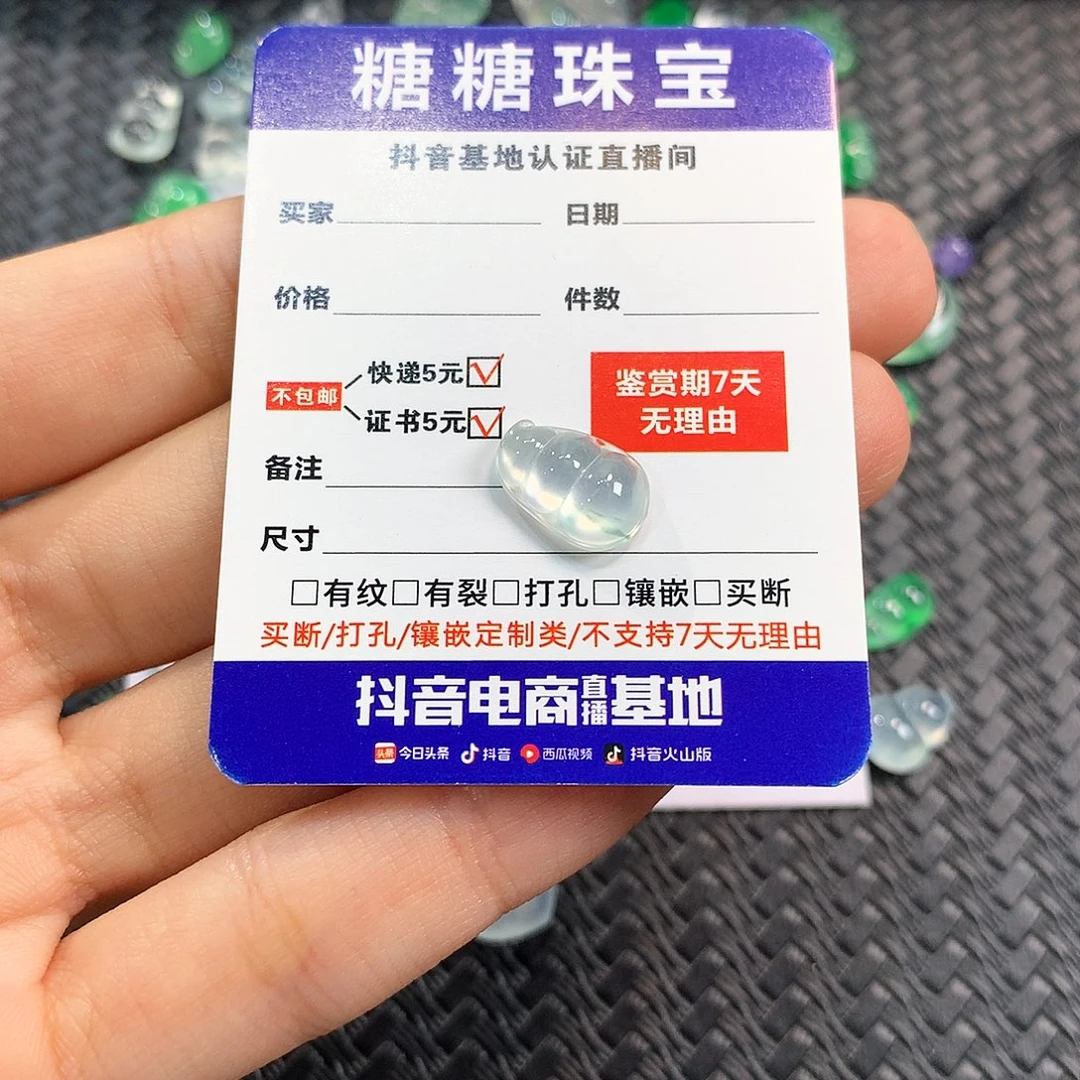 糖糖珠宝
抖音基地认证直播间
买家 日期
价格 件数
不包邮 快递5元
证书5元
鉴赏期7天
无理由
备注
尺寸
□有纹□有裂□打孔□镶嵌□买断
买断/打孔/镶嵌定制类/不支持7天无理由
抖音电商直播基地
头条 今日头条 抖音 西瓜视频 抖音火山版